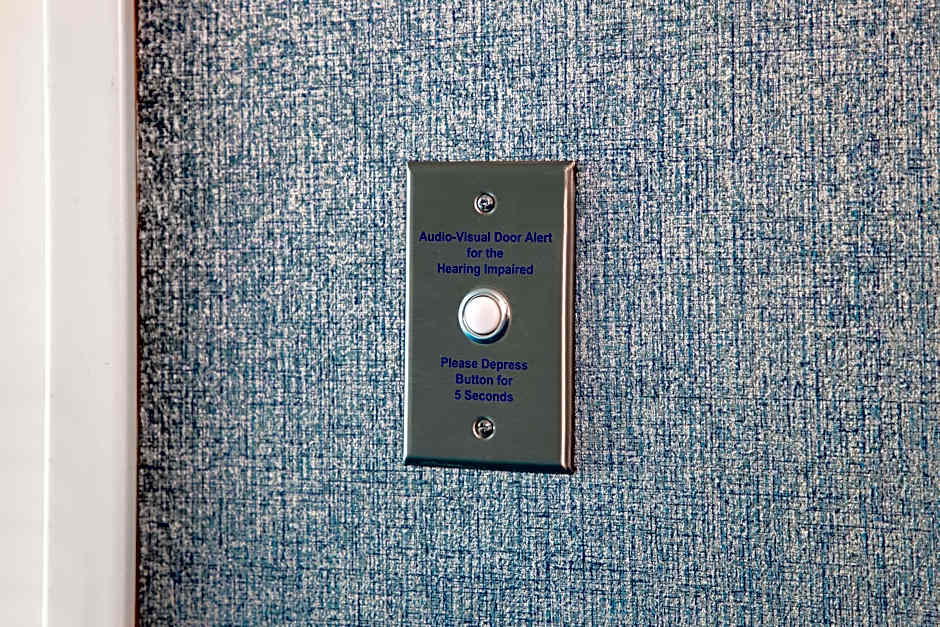 Audio-Visual Door Alert
for the
Hearing Impaired
Please Depress
Button for
5 Seconds